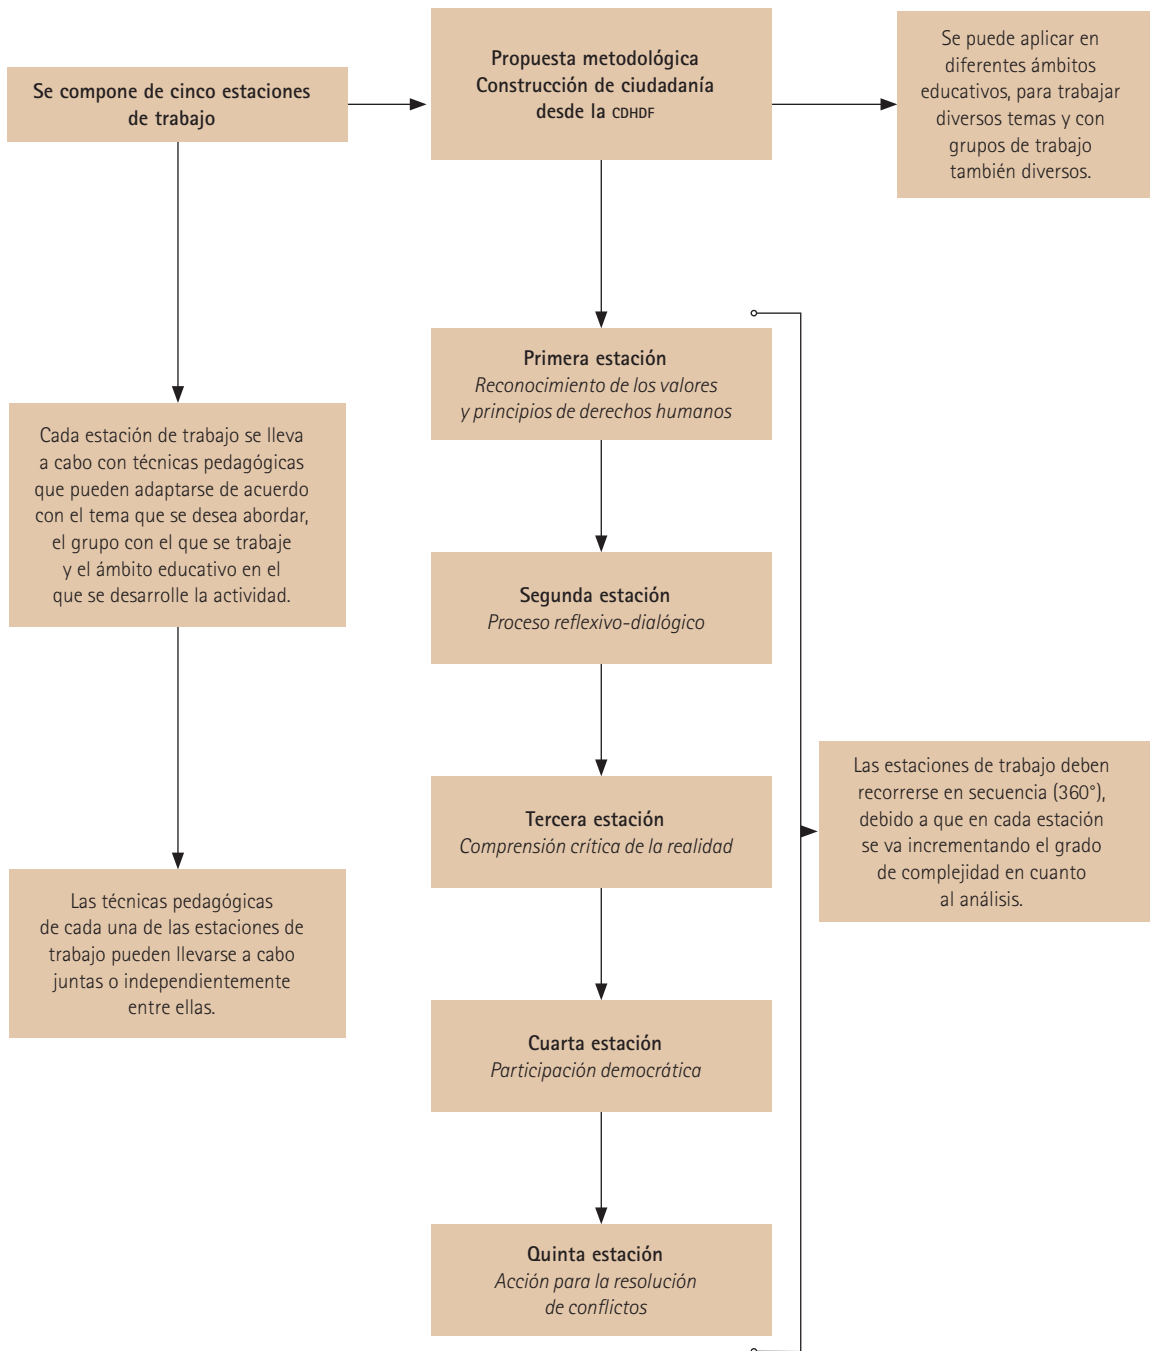 Se compone de cinco estaciones
de trabajo
Propuesta metodológica
Construcción de ciudadanía
desde la CDHDF
Se puede aplicar en
diferentes ámbitos
educativos, para trabajar
diversos temas y con
grupos de trabajo
también diversos.
Cada estación de trabajo se lleva
a cabo con técnicas pedagógicas
que pueden adaptarse de acuerdo
con el tema que se desea abordar,
el grupo con el que se trabaje
y el ámbito educativo en el
que se desarrolle la actividad.
Las técnicas pedagógicas
de cada una de las estaciones de
trabajo pueden llevarse a cabo
juntas o independientemente
entre ellas.
Primera estación
Reconocimiento de los valores
y principios de derechos humanos
Segunda estación
Proceso reflexivo-dialógico
Tercera estación
Comprensión crítica de la realidad
Cuarta estación
Participación democrática
Quinta estación
Acción para la resolución
de conflictos
Las estaciones de trabajo deben
recorrerse en secuencia (360°),
debido a que en cada estación
se va incrementando el grado
de complejidad en cuanto
al análisis.